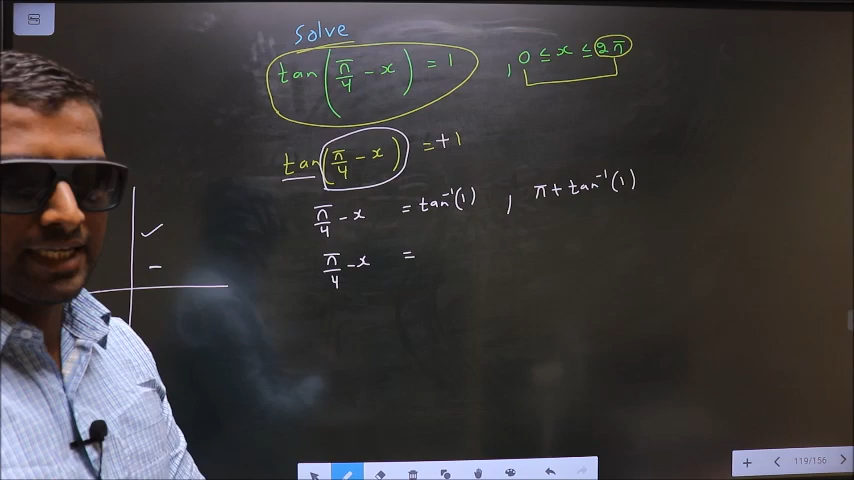 Solve
tan(π/4 - x) = 1 , 0 ≤ x ≤ 2π
tan(π/4 - x) = +1
π/4 - x = tan⁻¹(1) , π + tan⁻¹(1)
π/4 - x =
119/156